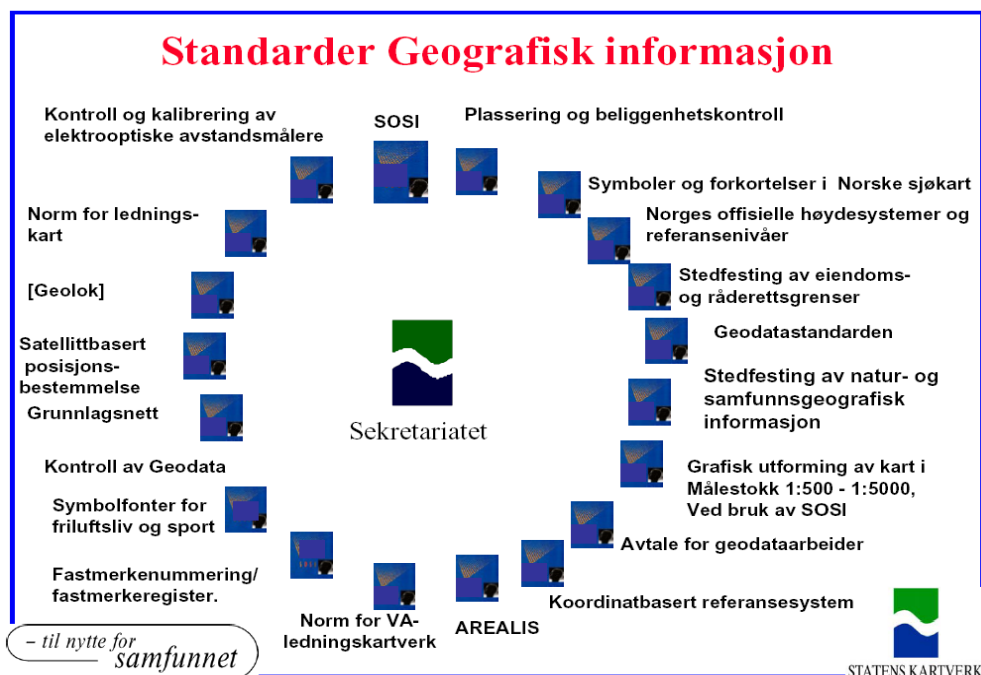 Standarder Geografisk informasjon
Kontroll og kalibrering av
elektrooptiske avstandsmålere
SOSI
Plassering og beliggenhetskontroll
Symboler og forkortelser i Norske sjøkart
Norges offisielle høydesystemer og
referansenivåer
Stedfesting av eiendoms-
og råderettsgrenser
Geodatastandarden
Stedfesting av natur- og
samfunnsgeografisk
informasjon
Grafisk utforming av kart i
Målestokk 1:500 - 1:5000,
Ved bruk av SOSI
Avtale for geodataarbeider
Koordinatbasert referansesystem
AREALIS
Norm for VA-
ledningskartverk
Fastmerkenummering/
fastmerkeregister.
Symbolfonter for
friluftsliv og sport
Kontroll av Geodata
Grunnlagsnett
Satellittbasert
posisjons-
bestemmelse
[Geolok]
Norm for lednings-
kart
Sekretariatet
– til nytte for
samfunnet
STATENS KARTVERK